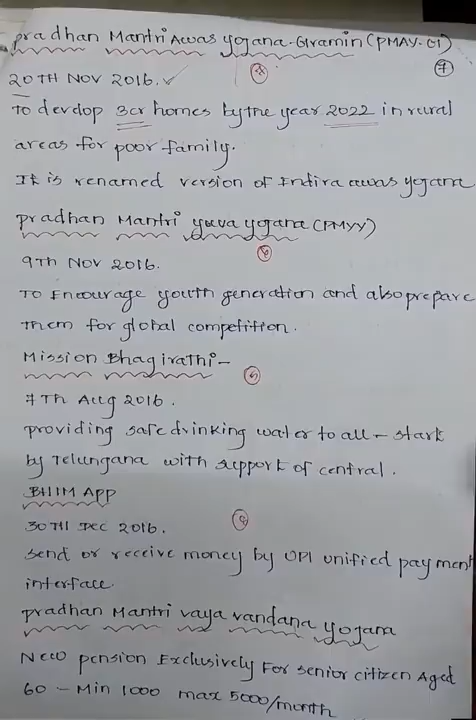 pradhan Mantri Awas yogana-Gramin (PMAY-G)
7
20TH NOV 2016.
To devdop 3cr homes by the year 2022 in rural
areas for poor family.
It is renamed version of Indira awas yogana
pradhan Mantri yuva yogana (PMYY)
9TH NOV 2016.
To Encourage youth generation and also prepare
them for global competition.
Mission Bhagirathi-
7TH Aug 2016.
providing safe drinking water to all - start
by Telungana with support of central.
BHIM APP
30TH DEC 2016.
send or receive money by UPI unified payment
interface.
pradhan Mantri vaya vandana yojana
New pension Exclusively For senior citizen Aged
60 - Min 1000 max 5000/month